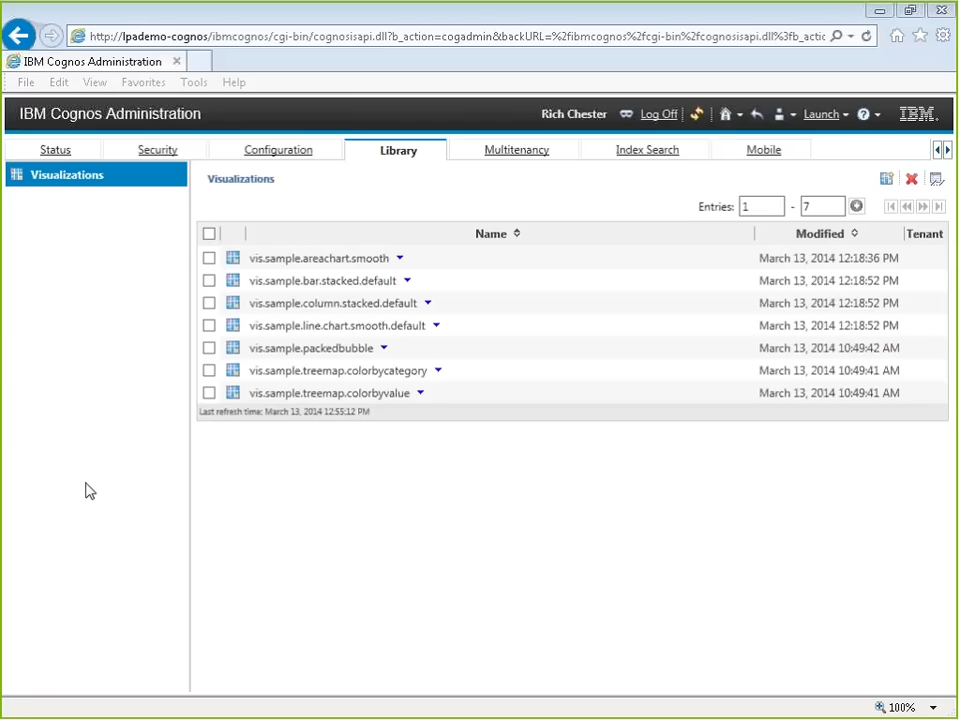 http://lpademo-cognos/ibmcognos/cgi-bin/cognosisapi.dll?b_action=cogadmin&backURL=%2fibmcognos%2fcgi-bin%2fcognosisapi.dll%3fb_actic
IBM Cognos Administration
File Edit View Favorites Tools Help
IBM Cognos Administration Rich Chester Log Off Launch IBM.
Status Security Configuration Library Multitenancy Index Search Mobile
Visualizations Visualizations
Entries: 1 - 7
Name Modified Tenant
vis.sample.areachart.smooth March 13, 2014 12:18:36 PM
vis.sample.bar.stacked.default March 13, 2014 12:18:52 PM
vis.sample.column.stacked.default March 13, 2014 12:18:52 PM
vis.sample.line.chart.smooth.default March 13, 2014 12:18:52 PM
vis.sample.packedbubble March 13, 2014 10:49:42 AM
vis.sample.treemap.colorbycategory March 13, 2014 10:49:41 AM
vis.sample.treemap.colorbyvalue March 13, 2014 10:49:41 AM
Last refresh time: March 13, 2014 12:55:12 PM
100%